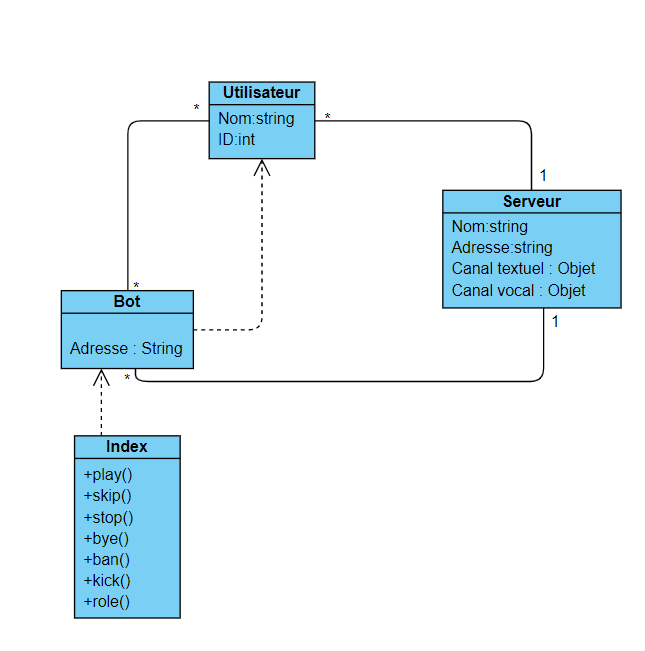 Utilisateur
Nom:string
ID:int
*
*
1
Serveur
Nom:string
Adresse:string
Canal textuel : Objet
Canal vocal : Objet
1
*
Bot
Adresse : String
*
Index
+play()
+skip()
+stop()
+bye()
+ban()
+kick()
+role()